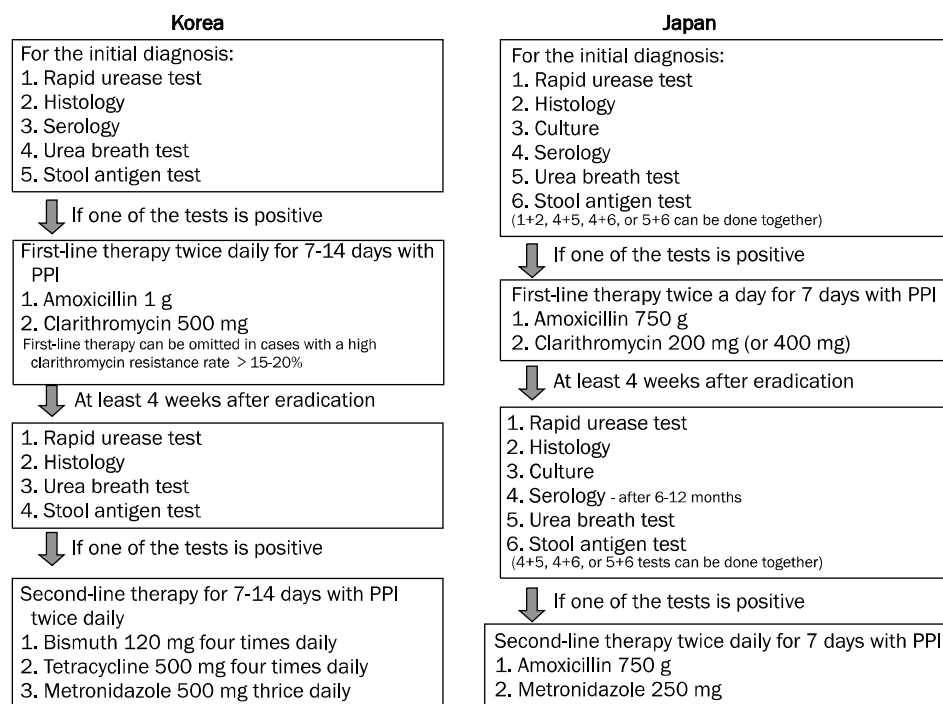 Korea
For the initial diagnosis:
1. Rapid urease test
2. Histology
3. Serology
4. Urea breath test
5. Stool antigen test
If one of the tests is positive
First-line therapy twice daily for 7-14 days with
PPI
1. Amoxicillin 1 g
2. Clarithromycin 500 mg
First-line therapy can be omitted in cases with a high
clarithromycin resistance rate > 15-20%
At least 4 weeks after eradication
1. Rapid urease test
2. Histology
3. Urea breath test
4. Stool antigen test
If one of the tests is positive
Second-line therapy for 7-14 days with PPI
twice daily
1. Bismuth 120 mg four times daily
2. Tetracycline 500 mg four times daily
3. Metronidazole 500 mg thrice daily
Japan
For the initial diagnosis:
1. Rapid urease test
2. Histology
3. Culture
4. Serology
5. Urea breath test
6. Stool antigen test
(1+2, 4+5, 4+6, or 5+6 can be done together)
If one of the tests is positive
First-line therapy twice a day for 7 days with PPI
1. Amoxicillin 750 g
2. Clarithromycin 200 mg (or 400 mg)
At least 4 weeks after eradication
1. Rapid urease test
2. Histology
3. Culture
4. Serology - after 6-12 months
5. Urea breath test
6. Stool antigen test
(4+5, 4+6, or 5+6 tests can be done together)
If one of the tests is positive
Second-line therapy twice daily for 7 days with PPI
1. Amoxicillin 750 g
2. Metronidazole 250 mg